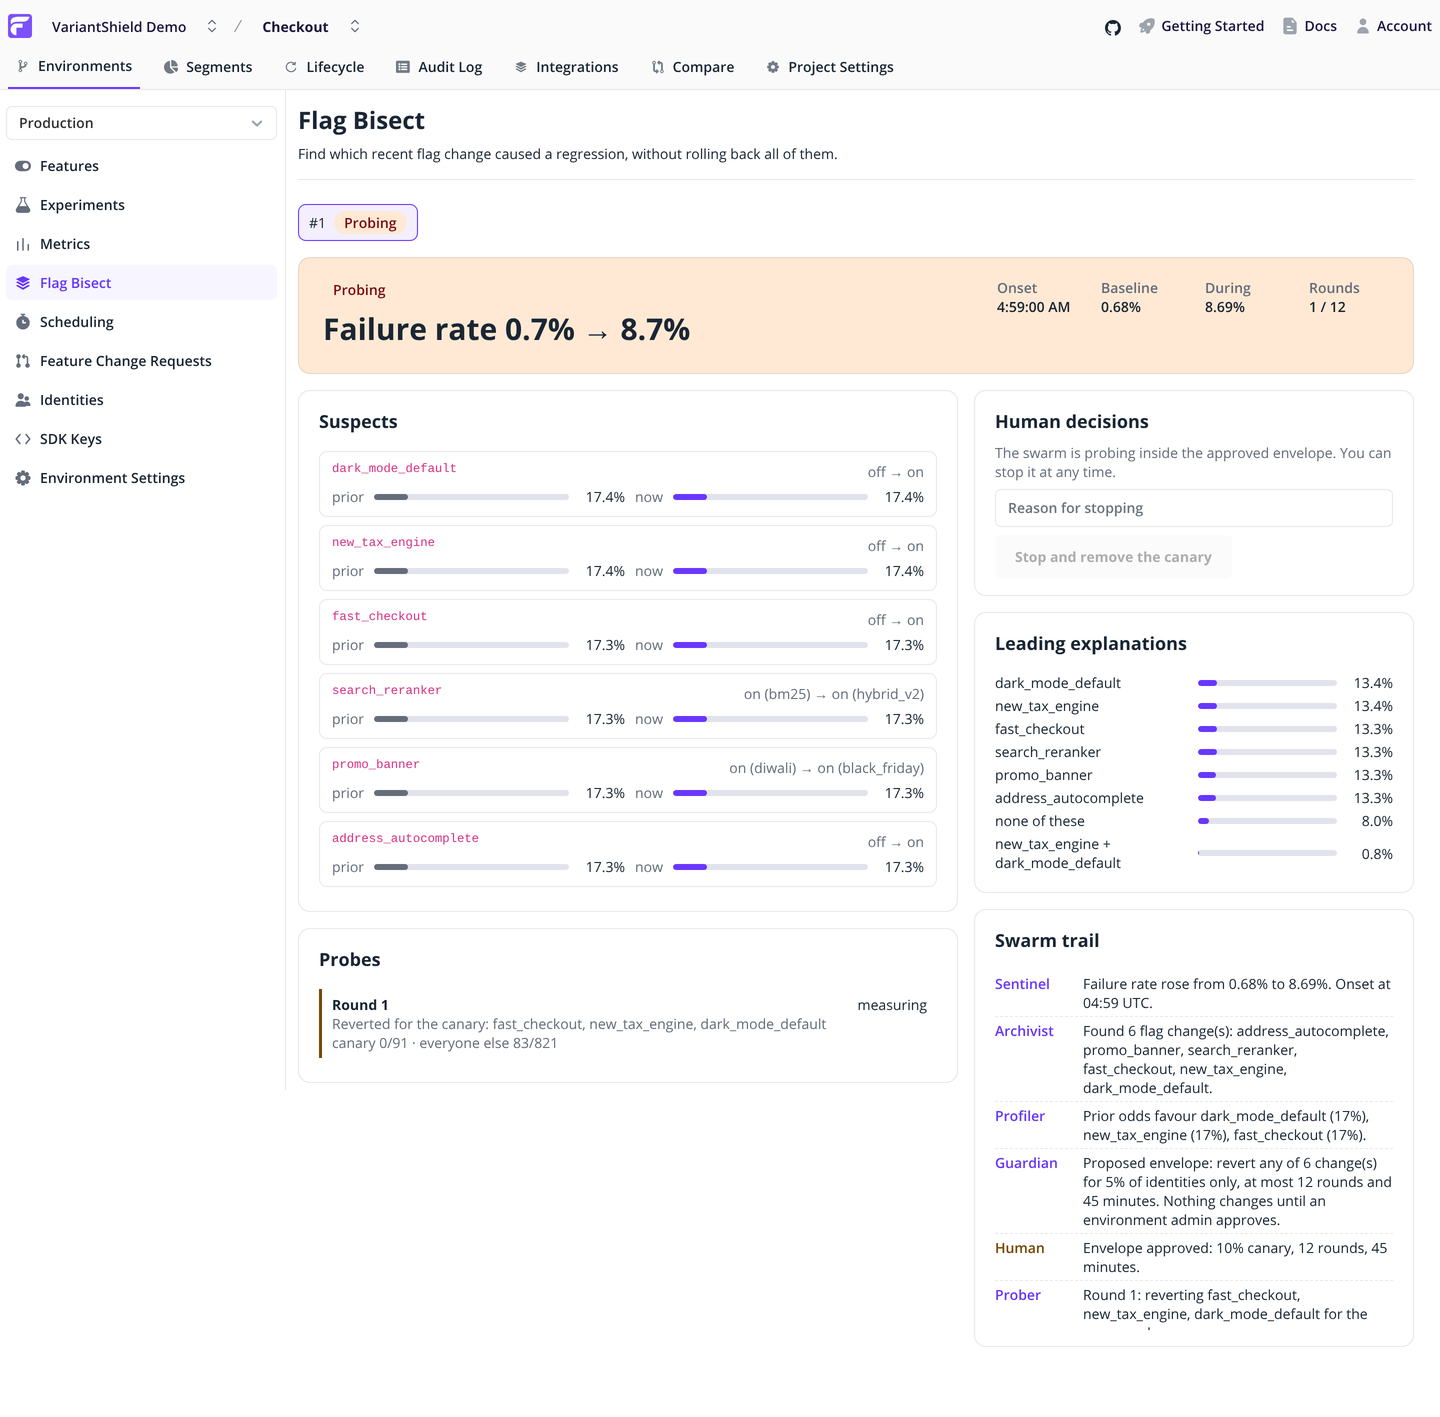 VariantShield Demo / Checkout
Getting Started Docs Account
Environments Segments Lifecycle Audit Log Integrations Compare Project Settings
Production
Features
Experiments
Metrics
Flag Bisect
Scheduling
Feature Change Requests
Identities
SDK Keys
Environment Settings
Flag Bisect
Find which recent flag change caused a regression, without rolling back all of them.
#1 Probing
Probing
Failure rate 0.7% → 8.7%
Onset Baseline During Rounds
4:59:00 AM 0.68% 8.69% 1 / 12
Suspects
dark_mode_default off → on
prior 17.4% now 17.4%
new_tax_engine off → on
prior 17.4% now 17.4%
fast_checkout off → on
prior 17.3% now 17.3%
search_reranker on (bm25) → on (hybrid_v2)
prior 17.3% now 17.3%
promo_banner on (diwali) → on (black_friday)
prior 17.3% now 17.3%
address_autocomplete off → on
prior 17.3% now 17.3%
Probes
Round 1 measuring
Reverted for the canary: fast_checkout, new_tax_engine, dark_mode_default
canary 0/91 · everyone else 83/821
Human decisions
The swarm is probing inside the approved envelope. You can
stop it at any time.
Reason for stopping
Stop and remove the canary
Leading explanations
dark_mode_default 13.4%
new_tax_engine 13.4%
fast_checkout 13.3%
search_reranker 13.3%
promo_banner 13.3%
address_autocomplete 13.3%
none of these 8.0%
new_tax_engine +
dark_mode_default 0.8%
Swarm trail
Sentinel Failure rate rose from 0.68% to 8.69%. Onset at
04:59 UTC.
Archivist Found 6 flag change(s): address_autocomplete,
promo_banner, search_reranker,
fast_checkout, new_tax_engine,
dark_mode_default.
Profiler Prior odds favour dark_mode_default (17%),
new_tax_engine (17%), fast_checkout (17%).
Guardian Proposed envelope: revert any of 6 change(s)
for 5% of identities only, at most 12 rounds and
45 minutes. Nothing changes until an
environment admin approves.
Human Envelope approved: 10% canary, 12 rounds, 45
minutes.
Prober Round 1: reverting fast_checkout,
new_tax_engine, dark_mode_default for the